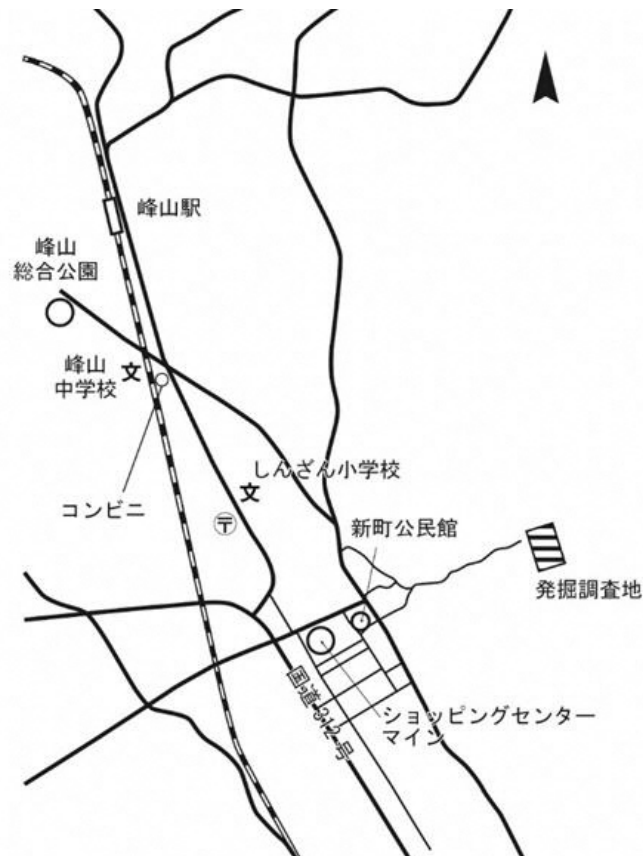 峰山駅
峰山
総合公園
峰山
中学校
文
しんざん小学校
文
コンビニ
〒
新町公民館
発掘調査地
国道312号
ショッピングセンター
マイン